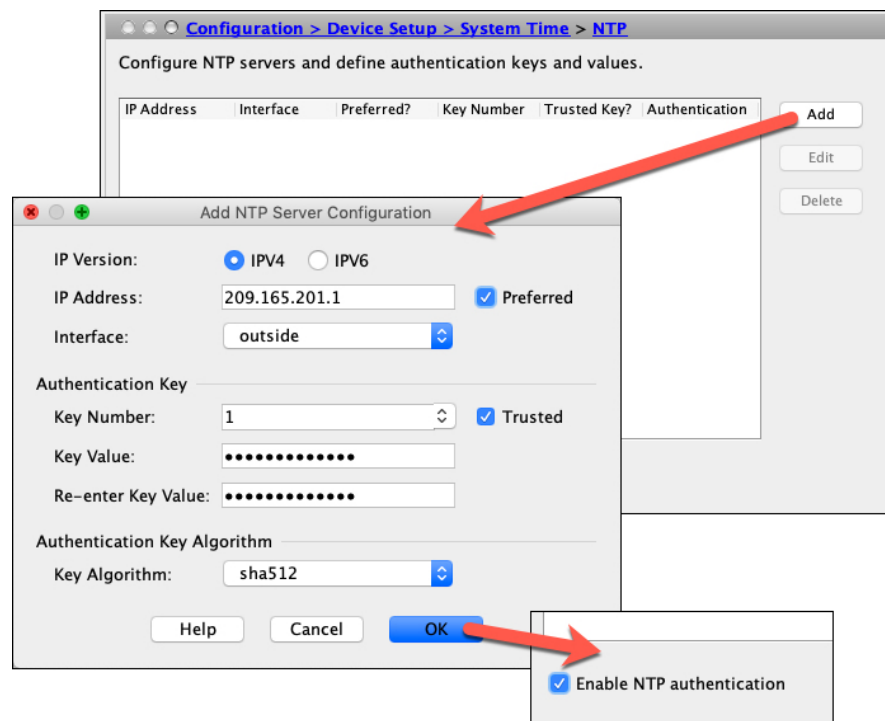 Configuration > Device Setup > System Time > NTP
Configure NTP servers and define authentication keys and values.
IP Address Interface Preferred? Key Number Trusted Key? Authentication
Add
Edit
Delete
Add NTP Server Configuration
IP Version: IPV4 IPV6
IP Address: 209.165.201.1 Preferred
Interface: outside
Authentication Key
Key Number: 1 Trusted
Key Value: •••••••••••••
Re-enter Key Value: •••••••••••••
Authentication Key Algorithm
Key Algorithm: sha512
Help Cancel OK
Enable NTP authentication